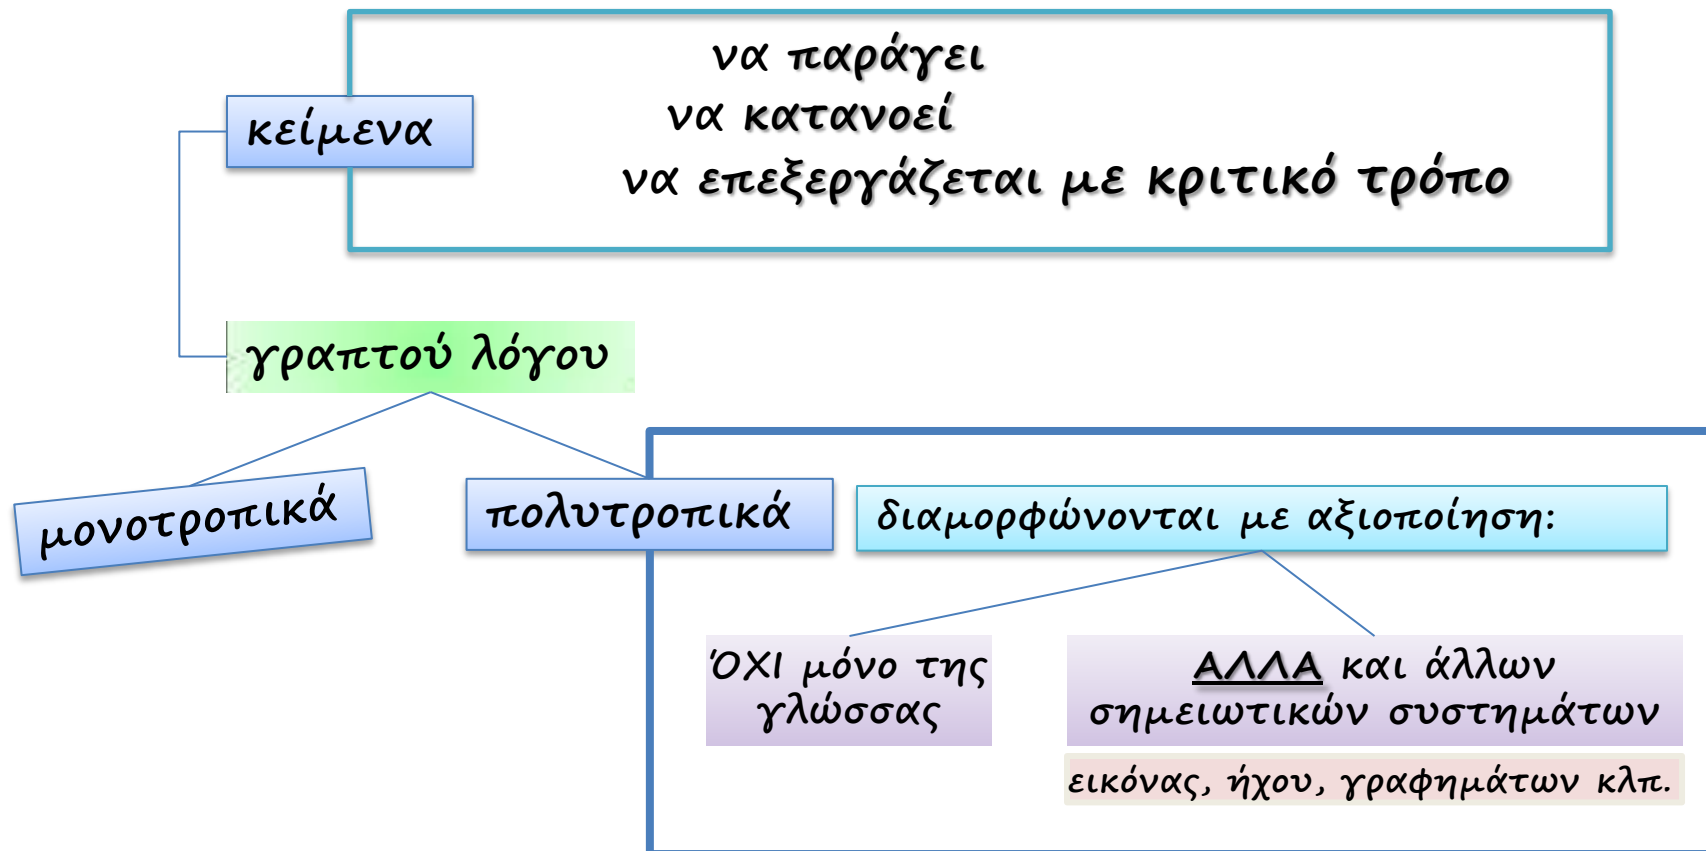 να παράγει
να κατανοεί
κείμενα
να επεξεργάζεται με κριτικό τρόπο
γραπτού λόγου
μονοτροπικά
πολυτροπικά
διαμορφώνονται με αξιοποίηση:
ΌΧΙ μόνο της
γλώσσας
ΑΛΛΑ και άλλων
σημειωτικών συστημάτων
εικόνας, ήχου, γραφημάτων κλπ.